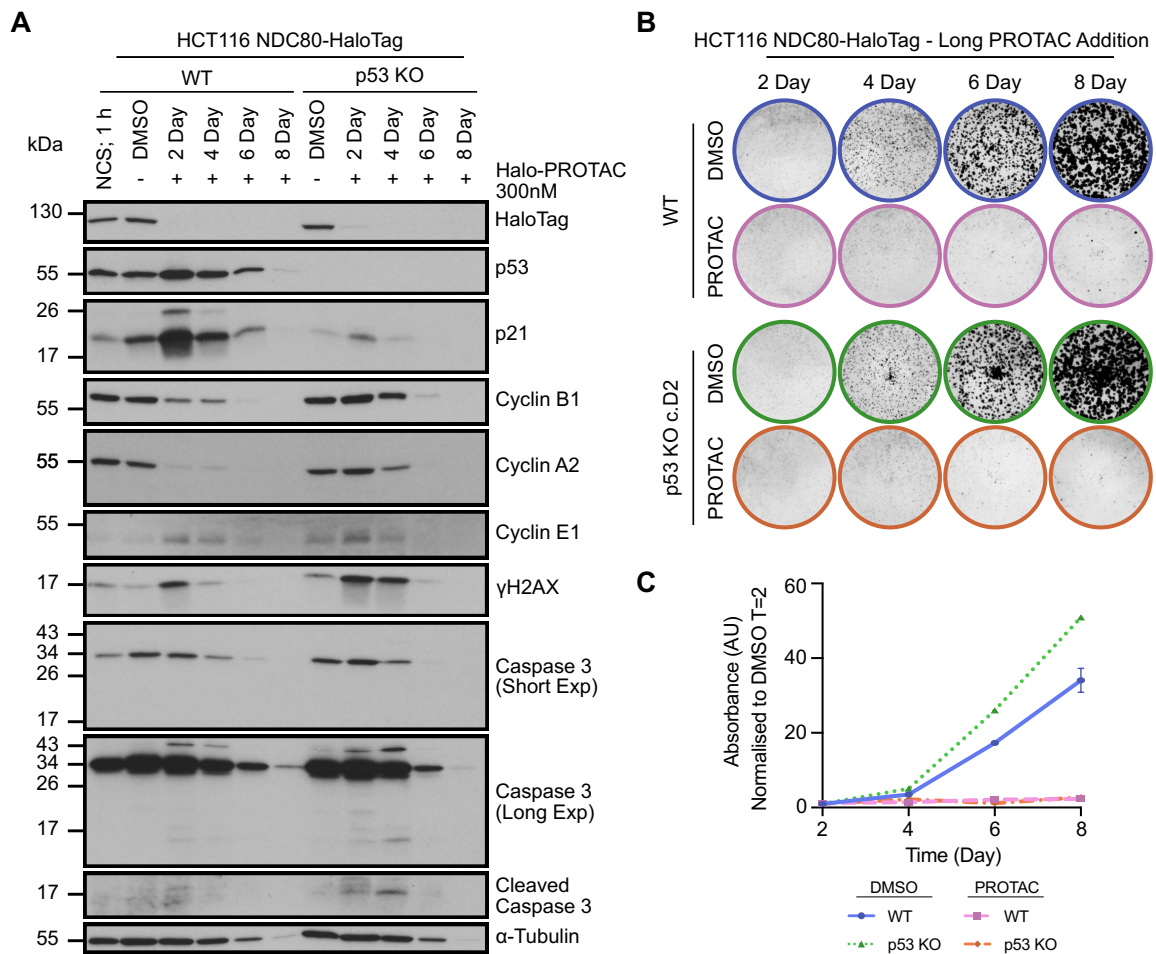 A
HCT116 NDC80-HaloTag
WT p53 KO
kDa
NCS; 1 h
DMSO
2 Day
4 Day
6 Day
8 Day
DMSO
2 Day
4 Day
6 Day
8 Day
- + + + + - + + + +
Halo-PROTAC
300nM
130
HaloTag
55
p53
26
17
p21
55
Cyclin B1
55
Cyclin A2
55
Cyclin E1
17
γH2AX
43
34
26
17
Caspase 3
(Short Exp)
43
34
26
17
Caspase 3
(Long Exp)
17
Cleaved
Caspase 3
55
α-Tubulin
B
HCT116 NDC80-HaloTag - Long PROTAC Addition
2 Day 4 Day 6 Day 8 Day
WT
DMSO
PROTAC
p53 KO c.D2
DMSO
PROTAC
C
Absorbance (AU)
Normalised to DMSO T=2
60
40
20
0
2 4 6 8
Time (Day)
DMSO PROTAC
WT WT
p53 KO p53 KO